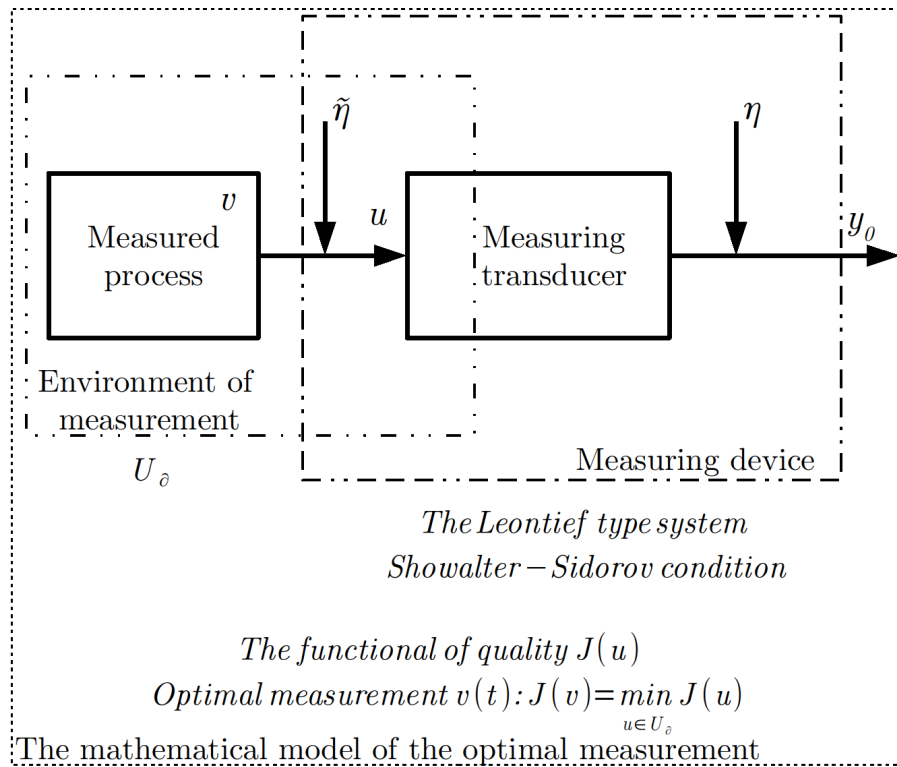 η̃
η
v
u
y₀
Measured
process
Measuring
transducer
Environment of
measurement
U∂
Measuring device
The Leontief type system
Showalter – Sidorov condition
The functional of quality J(u)
Optimal measurement v(t): J(v)=min J(u)
u∈U∂
The mathematical model of the optimal measurement